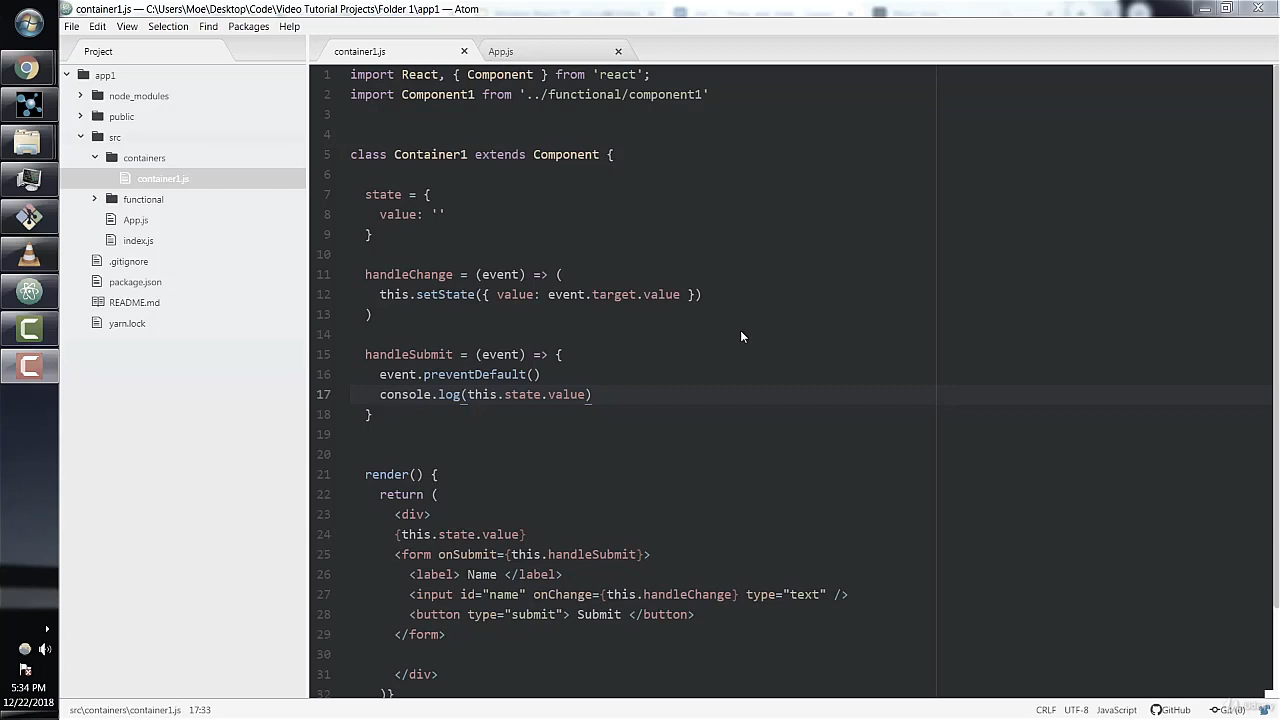 container1.js — C:\Users\Moe\Desktop\Code\Video Tutorial Projects\Folder 1\app1 — Atom
File Edit View Selection Find Packages Help
Project
container1.js
App.js
app1
node_modules
public
src
containers
container1.js
functional
App.js
index.js
.gitignore
package.json
README.md
yarn.lock
1 import React, { Component } from 'react';
2 import Component1 from '../functional/component1'
3
4
5 class Container1 extends Component {
6
7 state = {
8 value: ''
9 }
10
11 handleChange = (event) => (
12 this.setState({ value: event.target.value })
13 )
14
15 handleSubmit = (event) => {
16 event.preventDefault()
17 console.log(this.state.value)
18 }
19
20
21 render() {
22 return (
23 <div>
24 {this.state.value}
25 <form onSubmit={this.handleSubmit}>
26 <label> Name </label>
27 <input id="name" onChange={this.handleChange} type="text" />
28 <button type="submit"> Submit </button>
29 </form>
30
31 </div>
32 )}
5:34 PM
12/22/2018
src\containers\container1.js 17:33
CRLF UTF-8 JavaScript GitHub Git (0)